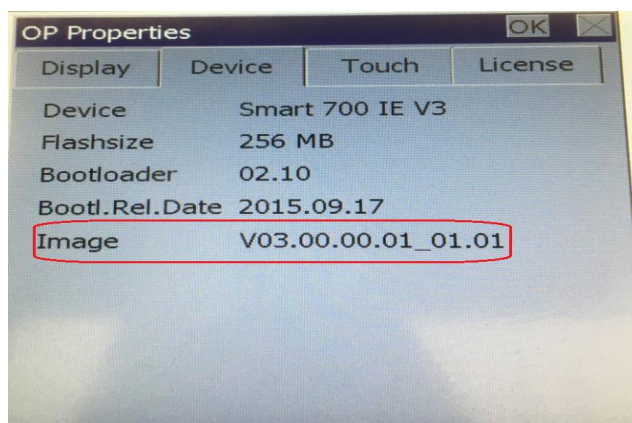 OP Properties OK
Display Device Touch License
Device Smart 700 IE V3
Flashsize 256 MB
Bootloader 02.10
Bootl.Rel.Date 2015.09.17
Image V03.00.00.01_01.01